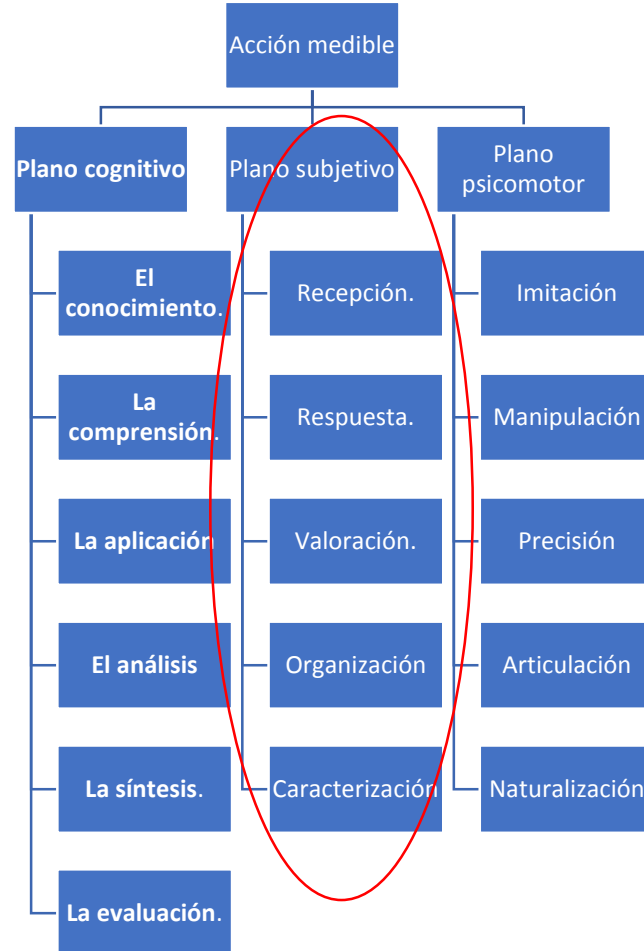 Acción medible
Plano cognitivo
El
conocimiento.
La
comprensión.
La aplicación
El análisis
La síntesis.
La evaluación.
Plano subjetivo
Recepción.
Respuesta.
Valoración.
Organización
Caracterización
Plano
psicomotor
Imitación
Manipulación
Precisión
Articulación
Naturalización